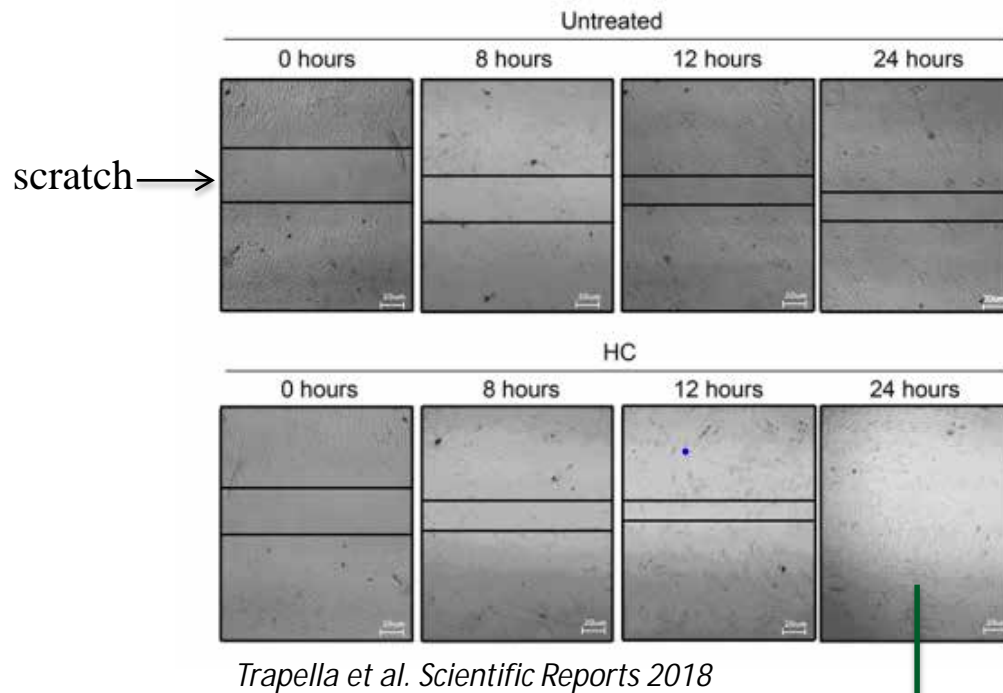 Untreated
0 hours 8 hours 12 hours 24 hours
scratch
HC
0 hours 8 hours 12 hours 24 hours
20um
Trapella et al. Scientific Reports 2018